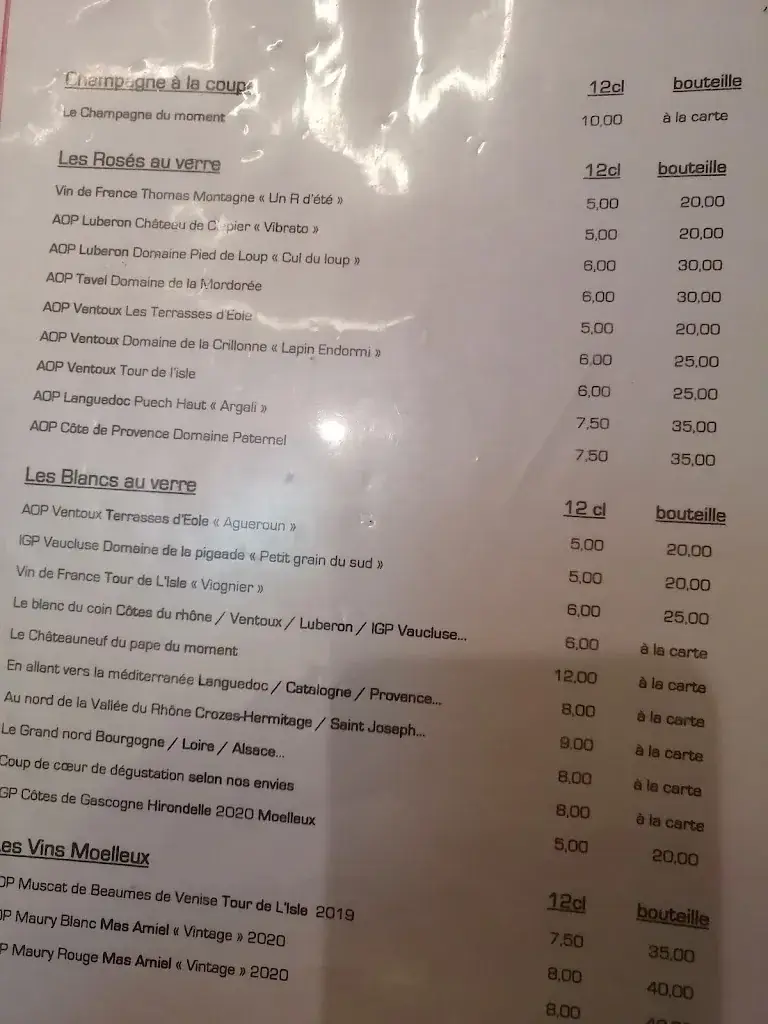 Champagne à la coupe 12cl bouteille
Le Champagne du moment 10,00 à la carte
Les Rosés au verre 12cl bouteille
Vin de France Thomas Montagne « Un R d'été » 5,00 20,00
AOP Luberon Château de Clapier « Vibrato » 5,00 20,00
AOP Luberon Domaine Pied de Loup « Cul du loup » 6,00 30,00
AOP Tavel Domaine de la Mordorée 6,00 30,00
AOP Ventoux Les Terrasses d'Eole 5,00 20,00
AOP Ventoux Domaine de la Crillonne « Lapin Endormi » 6,00 25,00
AOP Ventoux Tour de l'isle 6,00 25,00
AOP Languedoc Puech Haut « Argali » 7,50 35,00
AOP Côte de Provence Domaine Paternel 7,50 35,00
Les Blancs au verre 12 cl bouteille
AOP Ventoux Terrasses d'Eole « Agueroun » 5,00 20,00
IGP Vaucluse Domaine de la pigeade « Petit grain du sud » 5,00 20,00
Vin de France Tour de L'Isle « Viognier » 6,00 25,00
Le blanc du coin Côtes du rhône / Ventoux / Luberon / IGP Vaucluse... 6,00 à la carte
Le Châteauneuf du pape du moment 12,00 à la carte
En allant vers la méditerranée Languedoc / Catalogne / Provence... 8,00 à la carte
Au nord de la Vallée du Rhône Crozes-Hermitage / Saint Joseph... 9,00 à la carte
Le Grand nord Bourgogne / Loire / Alsace... 8,00 à la carte
Coup de cœur de dégustation selon nos envies 8,00 à la carte
GP Côtes de Gascogne Hirondelle 2020 Moelleux 5,00 20,00
es Vins Moelleux 12cl bouteille
OP Muscat de Beaumes de Venise Tour de L'Isle 2019 7,50 35,00
OP Maury Blanc Mas Amiel « Vintage » 2020 8,00 40,00
P Maury Rouge Mas Amiel « Vintage » 2020 8,00